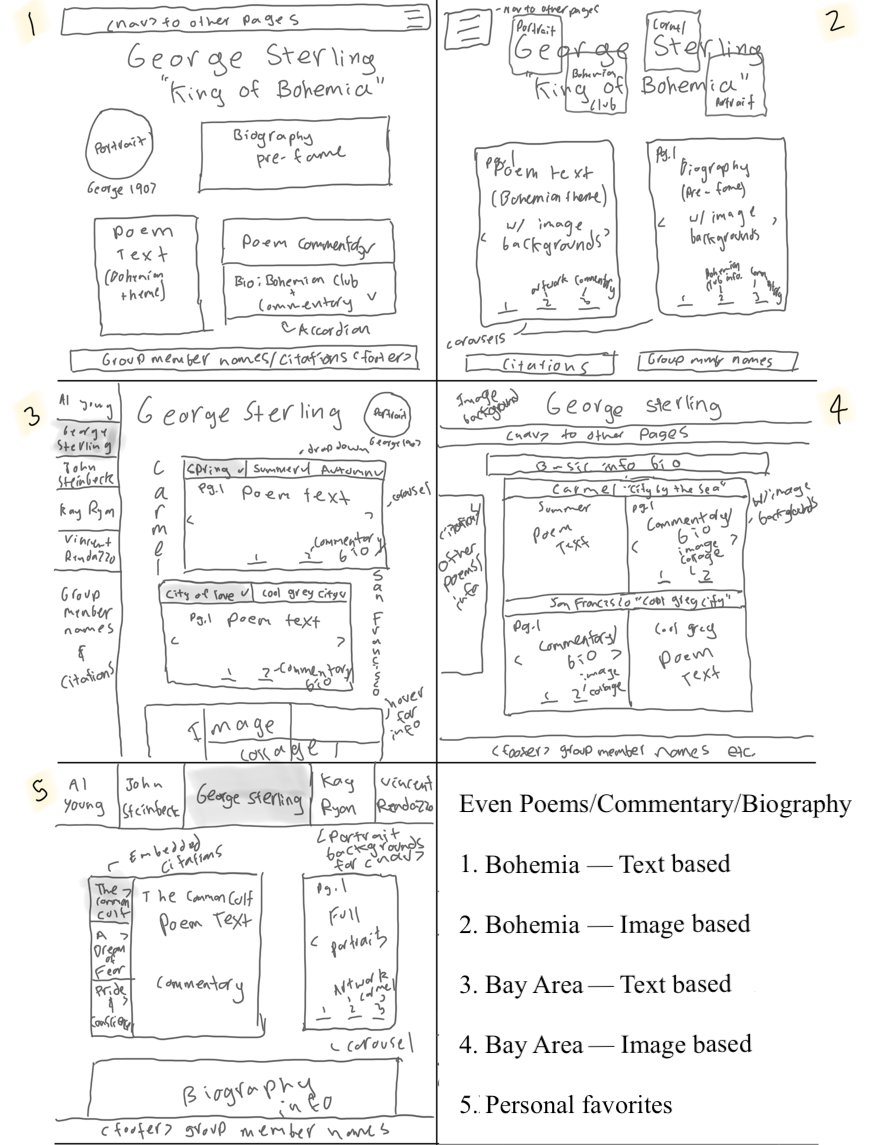 1
<nav> to other pages
George Sterling
"King of Bohemia"
Portrait
George 1907
Biography
pre-fame
Poem
Text
(Bohemian
theme)
Poem Commentary
Bio: Bohemian Club
+
Commentary v
Accordian
Group member names/citations <footer>
2
- nav to other pages
Portrait
Carmel
George Sterling
"King of Bohemia"
Bohemian
Club
Portrait
pg.1
Poem text
(Bohemian theme)
w/ image
< backgrounds >
artwork Commentary
1 2 3
Pg.1
Biography
(Pre-fame)
< w/ image >
backgrounds
Bohemian
Club info.
1 2 3
carousels
Citations
Group member names
3
Al young
George
Sterling
John
Steinbeck
Kay Ryan
Vincent
Rendazzo
Group
member
names
&
Citations
George Sterling
Portrait
George 1907
drop down
Carmel
Spring v Summer v Autumn v
Pg.1 Poem text
< >
carousel
Commentary
bio
1 2
San Francisco
City of love v Cool grey city v
Pg.1 Poem text
< >
1 2 - Commentary
bio
Image
collage
hover
for
info
4
Image
background
George sterling
<nav> to other pages
Basic info bio
Carmel "City by the Sea"
w/ image
backgrounds
Summer
Poem
Text
pg1
Commentary/
bio
< image >
collage
1 2
citations/
other
poems/
info
San Francisco "Cool grey city"
Pg.1
Commentary/
< bio >
image
collage
1 2
Cool grey
Poem
Text
<footer> group member names etc.
5
Al
Young
John
Steinbeck
George Sterling
Kay
Ryan
Vincent
Rendazzo
Embedded
citations
<Portrait
backgrounds
for <nav>
The >
common
cult
A >
Dream
of
Fear
Pride
&
Conscience
The Common Cult
Poem Text
Commentary
Pg.1
Full
< portrait >
Artwork
Carmel
1 2 3
carousel
Biography
info
<footer> group member names
Even Poems/Commentary/Biography
1. Bohemia — Text based
2. Bohemia — Image based
3. Bay Area — Text based
4. Bay Area — Image based
5. Personal favorites